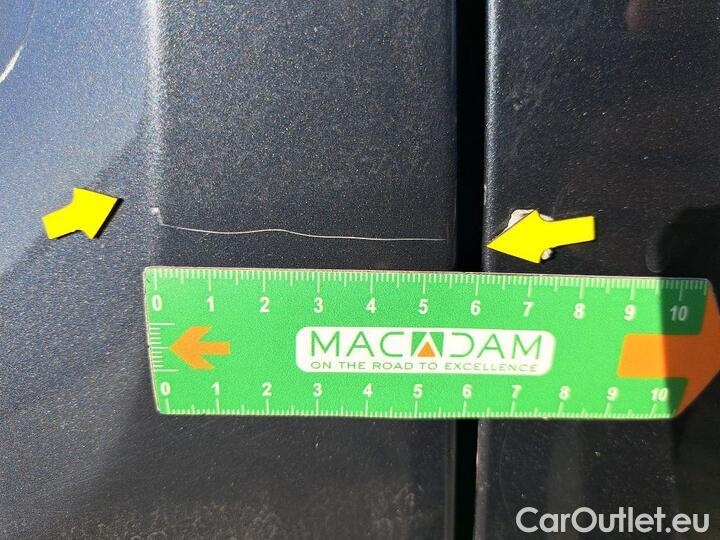 0 1 2 3 4 5 6 7 8 9 10
MACADAM
ON THE ROAD TO EXCELLENCE
0 1 2 3 4 5 6 7 8 9 10
CarOutlet.eu